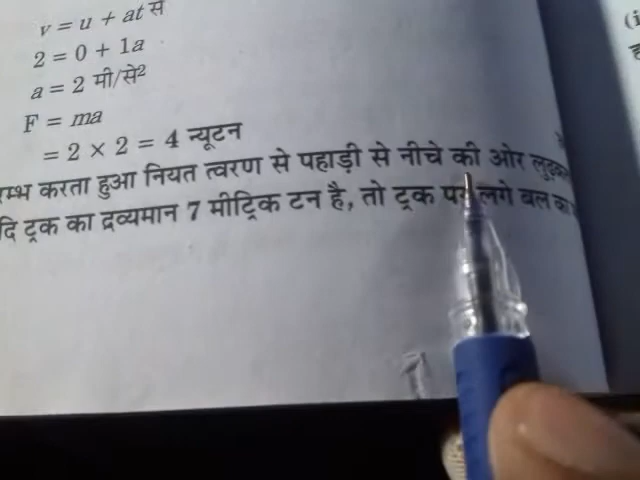 v = u + at से
2 = 0 + 1a
a = 2 मी/से²
F = ma
= 2 × 2 = 4 न्यूटन
करता हुआ नियत त्वरण से पहाड़ी से नीचे की ओर
ट्रक का द्रव्यमान 7 मीट्रिक टन है, तो ट्रक पर लगे बल का
(i